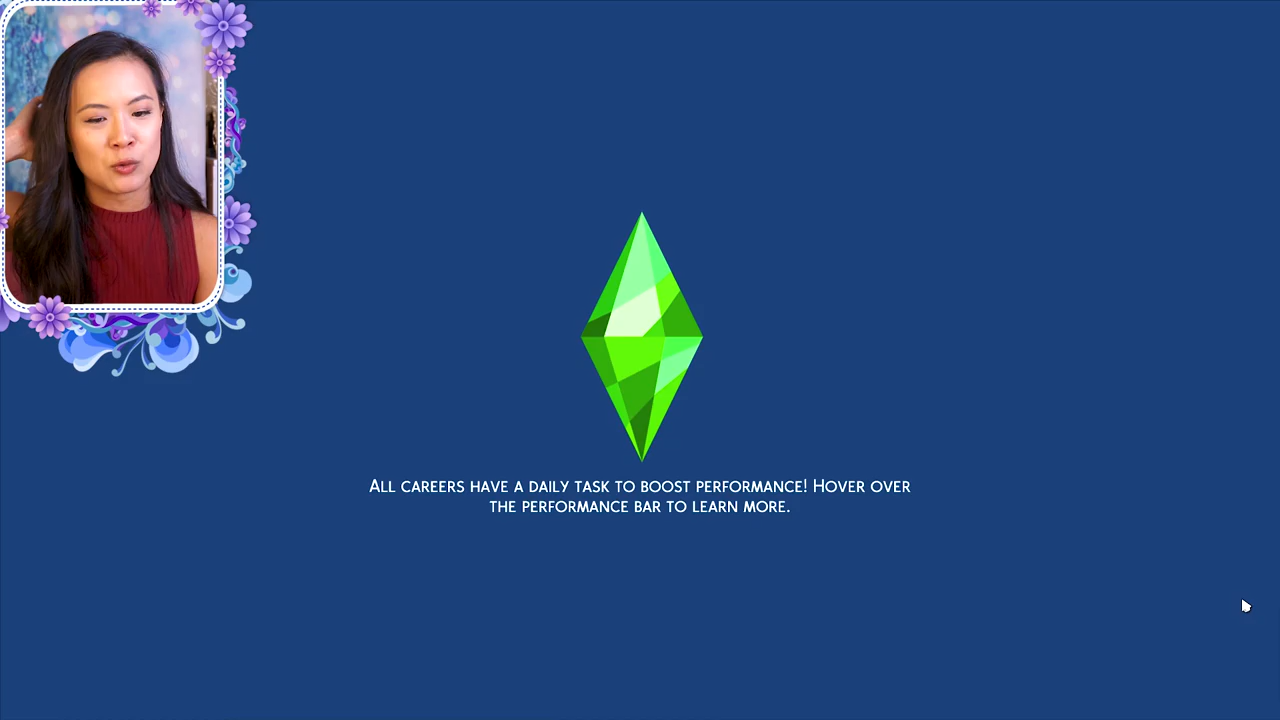 All careers have a daily task to boost performance! Hover over
the performance bar to learn more.